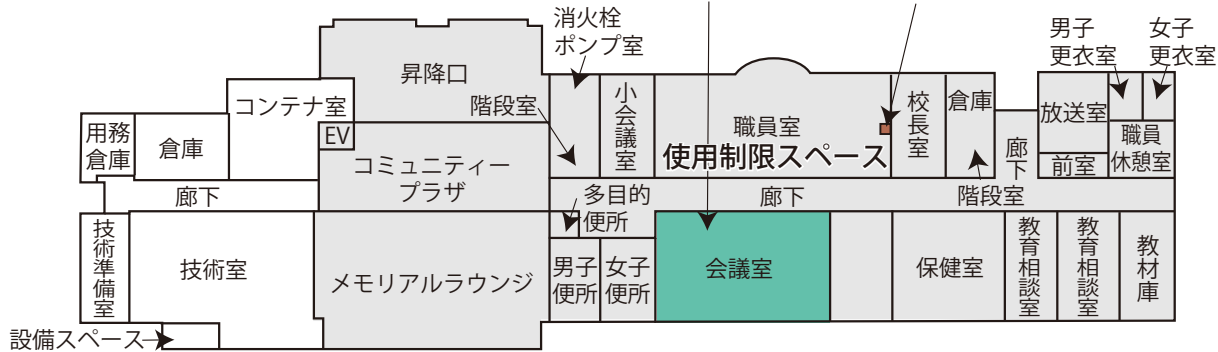 消火栓
ポンプ室
男子
更衣室
女子
更衣室
昇降口
コンテナ室
階段室
小会議室
職員室
使用制限スペース
校長室
倉庫
放送室
職員
休憩室
前室
廊下
用務
倉庫
倉庫
EV
コミュニティー
プラザ
廊下
多目的
便所
廊下
階段室
技術準備室
技術室
メモリアルラウンジ
男子
便所
女子
便所
会議室
保健室
教育相談室
教育相談室
教材庫
設備スペース